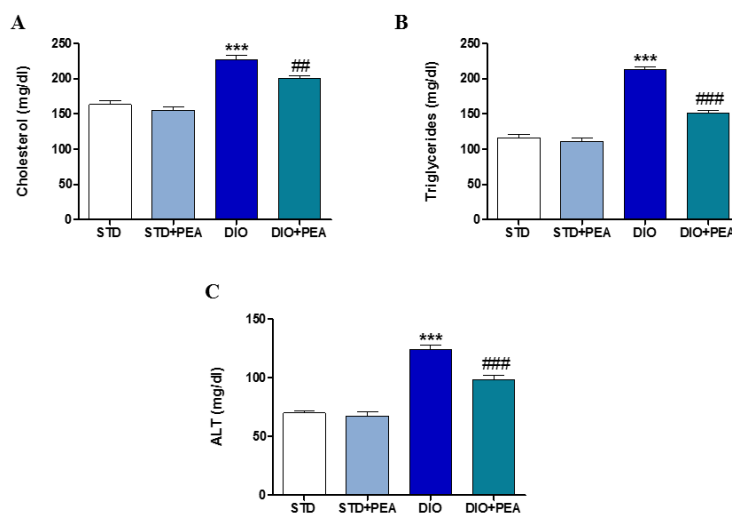 A
Cholesterol (mg/dl)
250
200
150
100
50
0
***
##
STD STD+PEA DIO DIO+PEA
B
Triglycerides (mg/dl)
250
200
150
100
50
0
***
###
STD STD+PEA DIO DIO+PEA
C
ALT (mg/dl)
150
100
50
0
***
###
STD STD+PEA DIO DIO+PEA